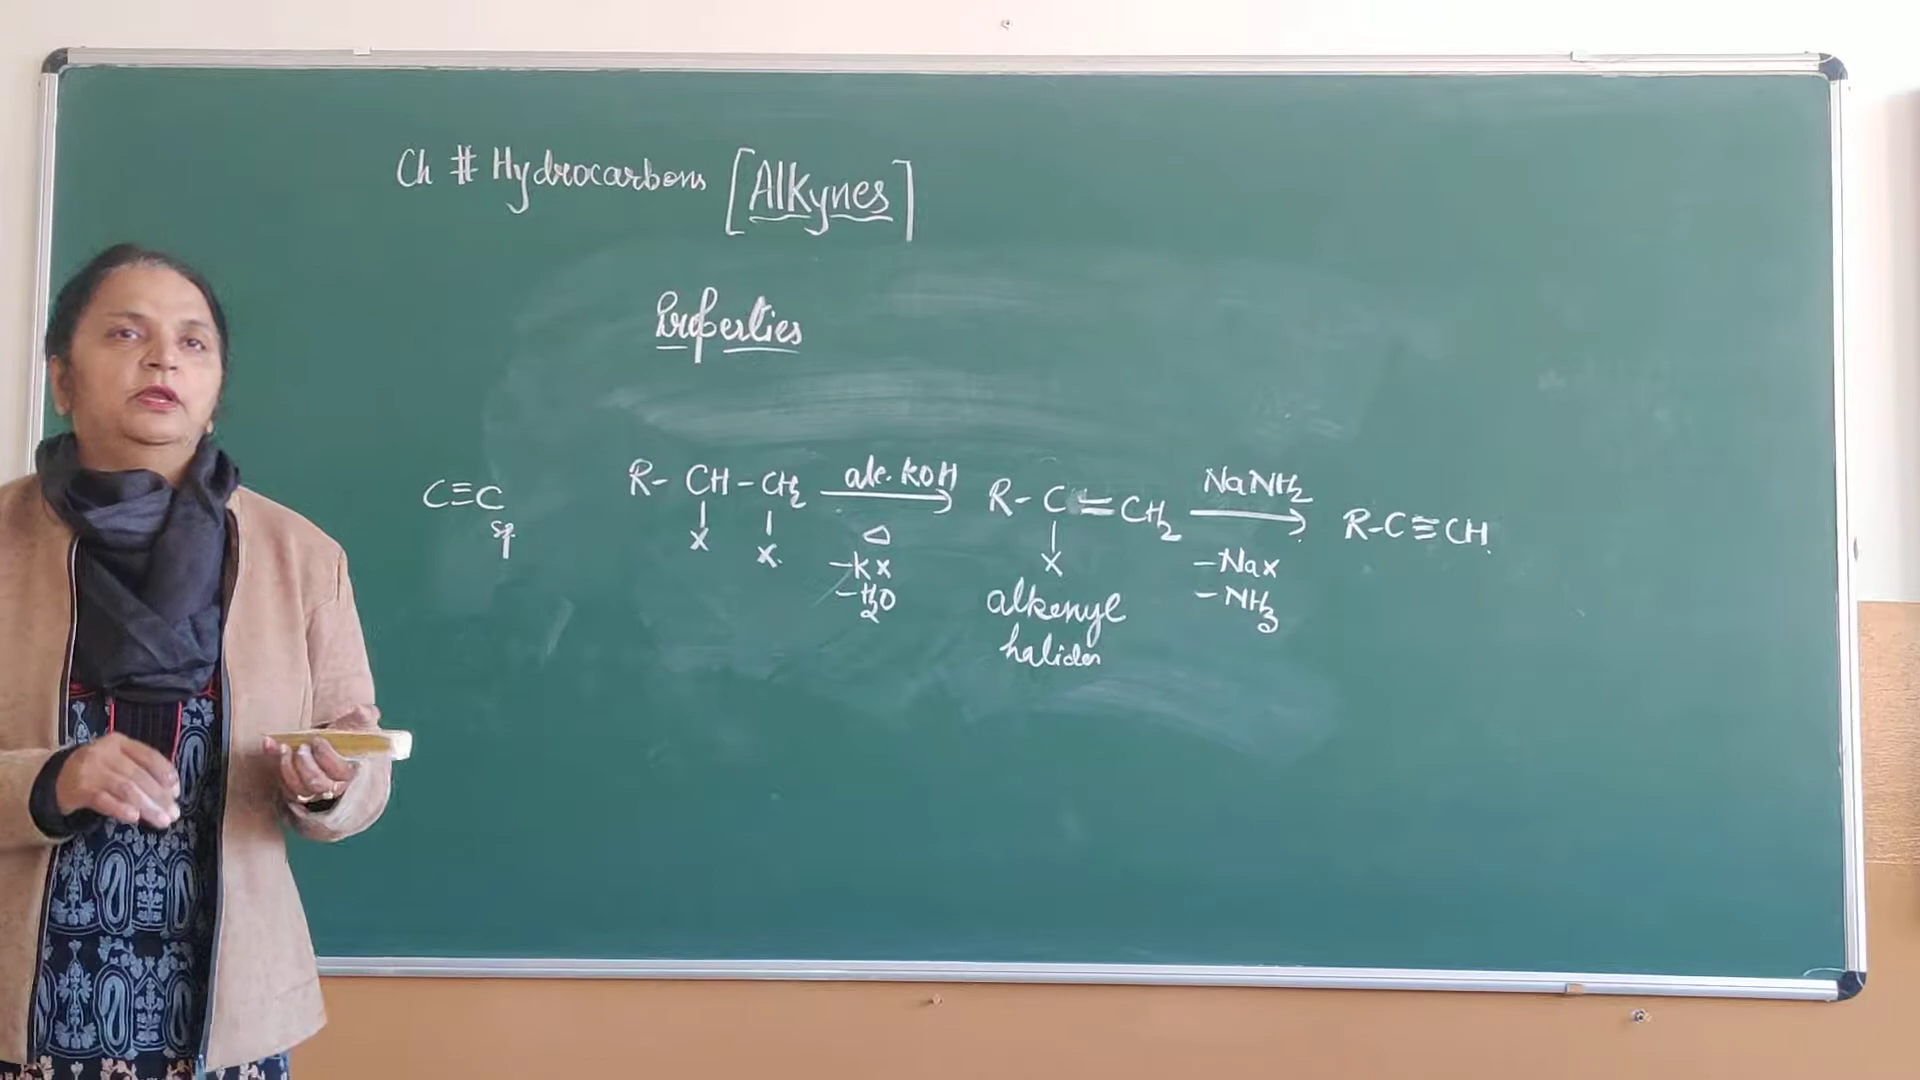 Ch # Hydrocarbons [Alkynes]
Properties
C≡C
sp
R-CH-CH₂
X X
alc. KOH
Δ
-KX
-H₂O
R-C=CH₂
X
alkenyl
halides
NaNH₂
-NaX
-NH₃
R-C≡CH